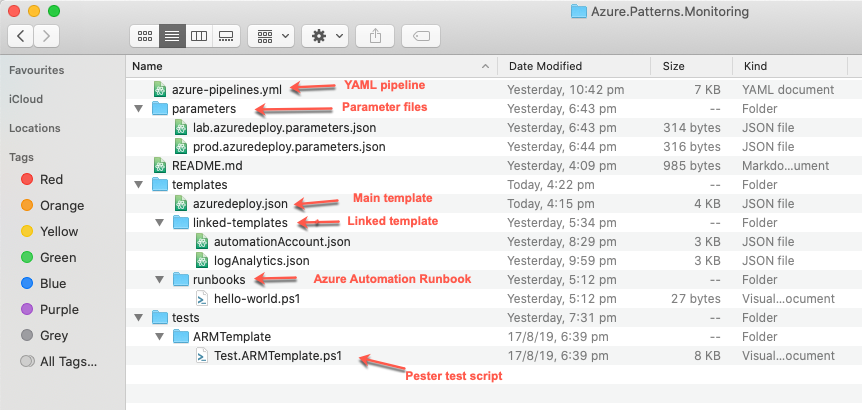 Azure.Patterns.Monitoring
Favourites
iCloud
Locations
Tags
Red
Orange
Yellow
Green
Blue
Purple
Grey
All Tags...
Name Date Modified Size Kind
azure-pipelines.yml YAML pipeline Yesterday, 10:42 pm 7 KB YAML document
parameters Parameter files Yesterday, 6:43 pm -- Folder
lab.azuredeploy.parameters.json Yesterday, 6:43 pm 314 bytes JSON file
prod.azuredeploy.parameters.json Yesterday, 6:44 pm 316 bytes JSON file
README.md Yesterday, 4:09 pm 985 bytes Markdo...ument
templates Today, 4:22 pm -- Folder
azuredeploy.json Main template Today, 4:15 pm 4 KB JSON file
linked-templates Linked template Yesterday, 5:34 pm -- Folder
automationAccount.json Yesterday, 8:29 pm 3 KB JSON file
logAnalytics.json Yesterday, 9:59 pm 3 KB JSON file
runbooks Azure Automation Runbook Yesterday, 5:12 pm -- Folder
hello-world.ps1 Yesterday, 5:12 pm 27 bytes Visual...ocument
tests Yesterday, 7:31 pm -- Folder
ARMTemplate 17/8/19, 6:39 pm -- Folder
Test.ARMTemplate.ps1 17/8/19, 6:39 pm 8 KB Visual...ocument
Pester test script